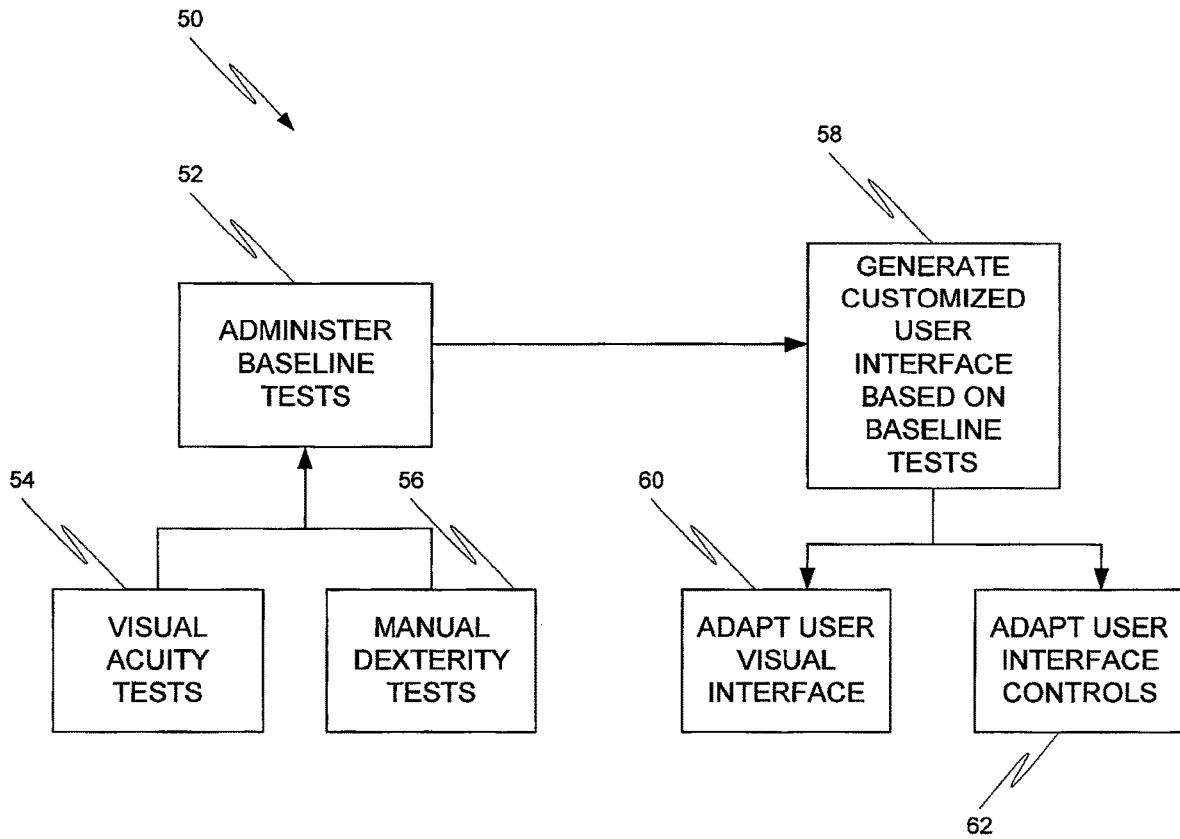 50
52
58
ADMINISTER
BASELINE
TESTS
GENERATE
CUSTOMIZED
USER
INTERFACE
BASED ON
BASELINE
TESTS
54
56
60
VISUAL
ACUITY
TESTS
MANUAL
DEXTERITY
TESTS
ADAPT USER
VISUAL
INTERFACE
ADAPT USER
INTERFACE
CONTROLS
62